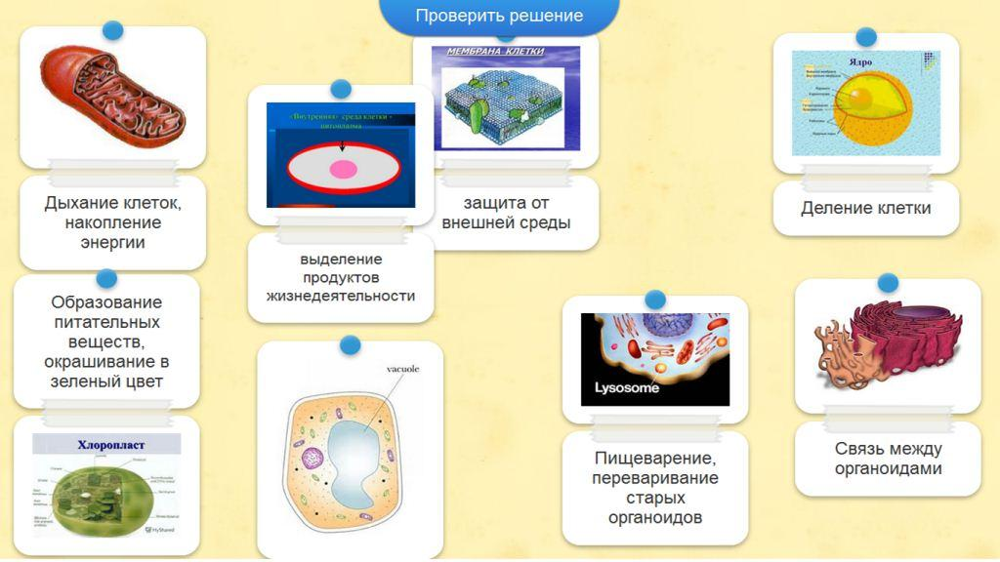 Проверить решение
МЕМБРАНА КЛЕТКИ
Ядро
«Внутренняя» среда клетки -
цитоплазма
Дыхание клеток,
накопление
энергии
защита от
внешней среды
Деление клетки
выделение
продуктов
жизнедеятельности
Образование
питательных
веществ,
окрашивание в
зеленый цвет
vacuole
Lysosome
Хлоропласт
MyShared
Пищеварение,
переваривание
старых
органоидов
Связь между
органоидами